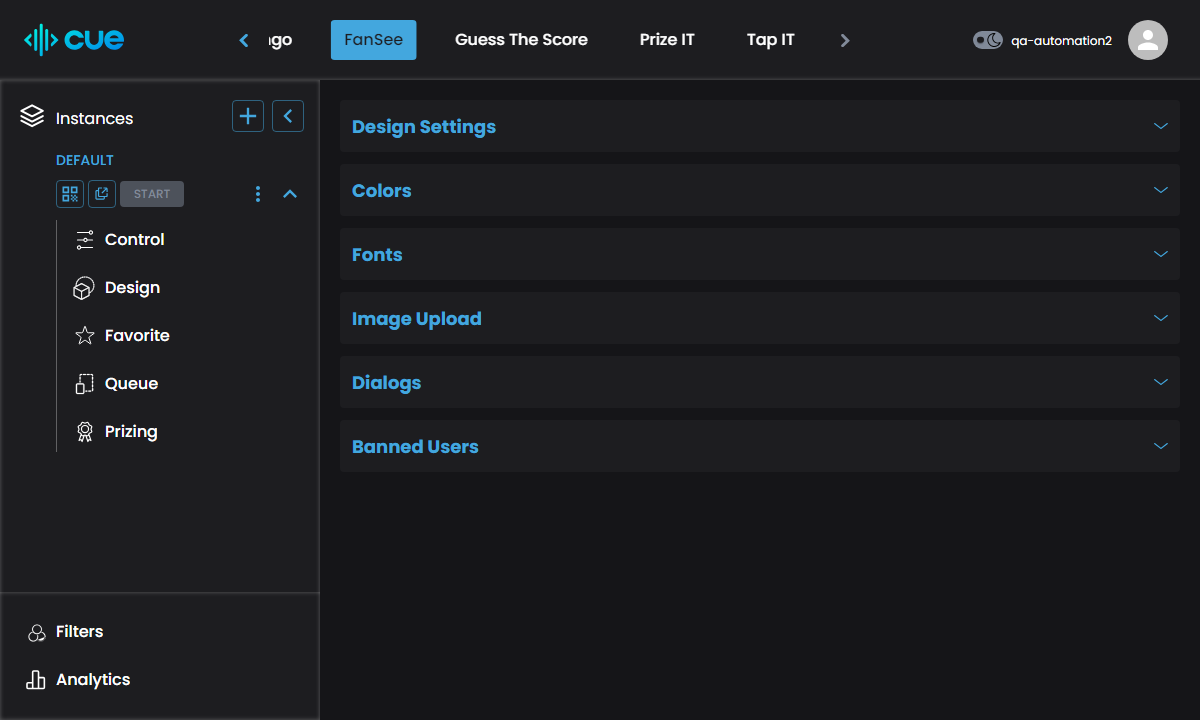 cue
FanSee
Guess The Score
Prize IT
Tap IT
qa-automation2
Instances
DEFAULT
START
Control
Design
Favorite
Queue
Prizing
Filters
Analytics
Design Settings
Colors
Fonts
Image Upload
Dialogs
Banned Users